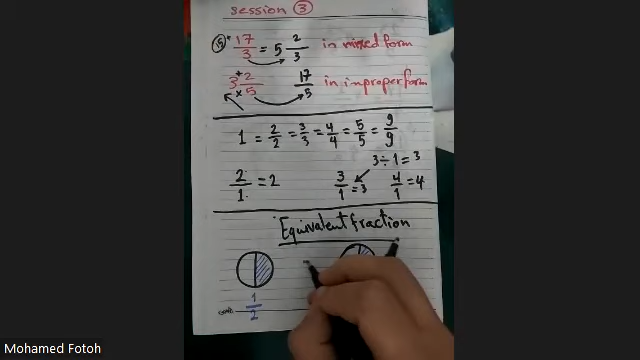 session 3
17/3 = 5 2/3 in mixed form
3 + 2 × 5 17/5 in improper form
1 = 2/2 = 3/3 = 4/4 = 5/5 = 9/9
3 ÷ 1 = 3
2/1 = 2 3/1 = 3 4/1 = 4
Equivalent fraction
1/2
Mohamed Fotoh